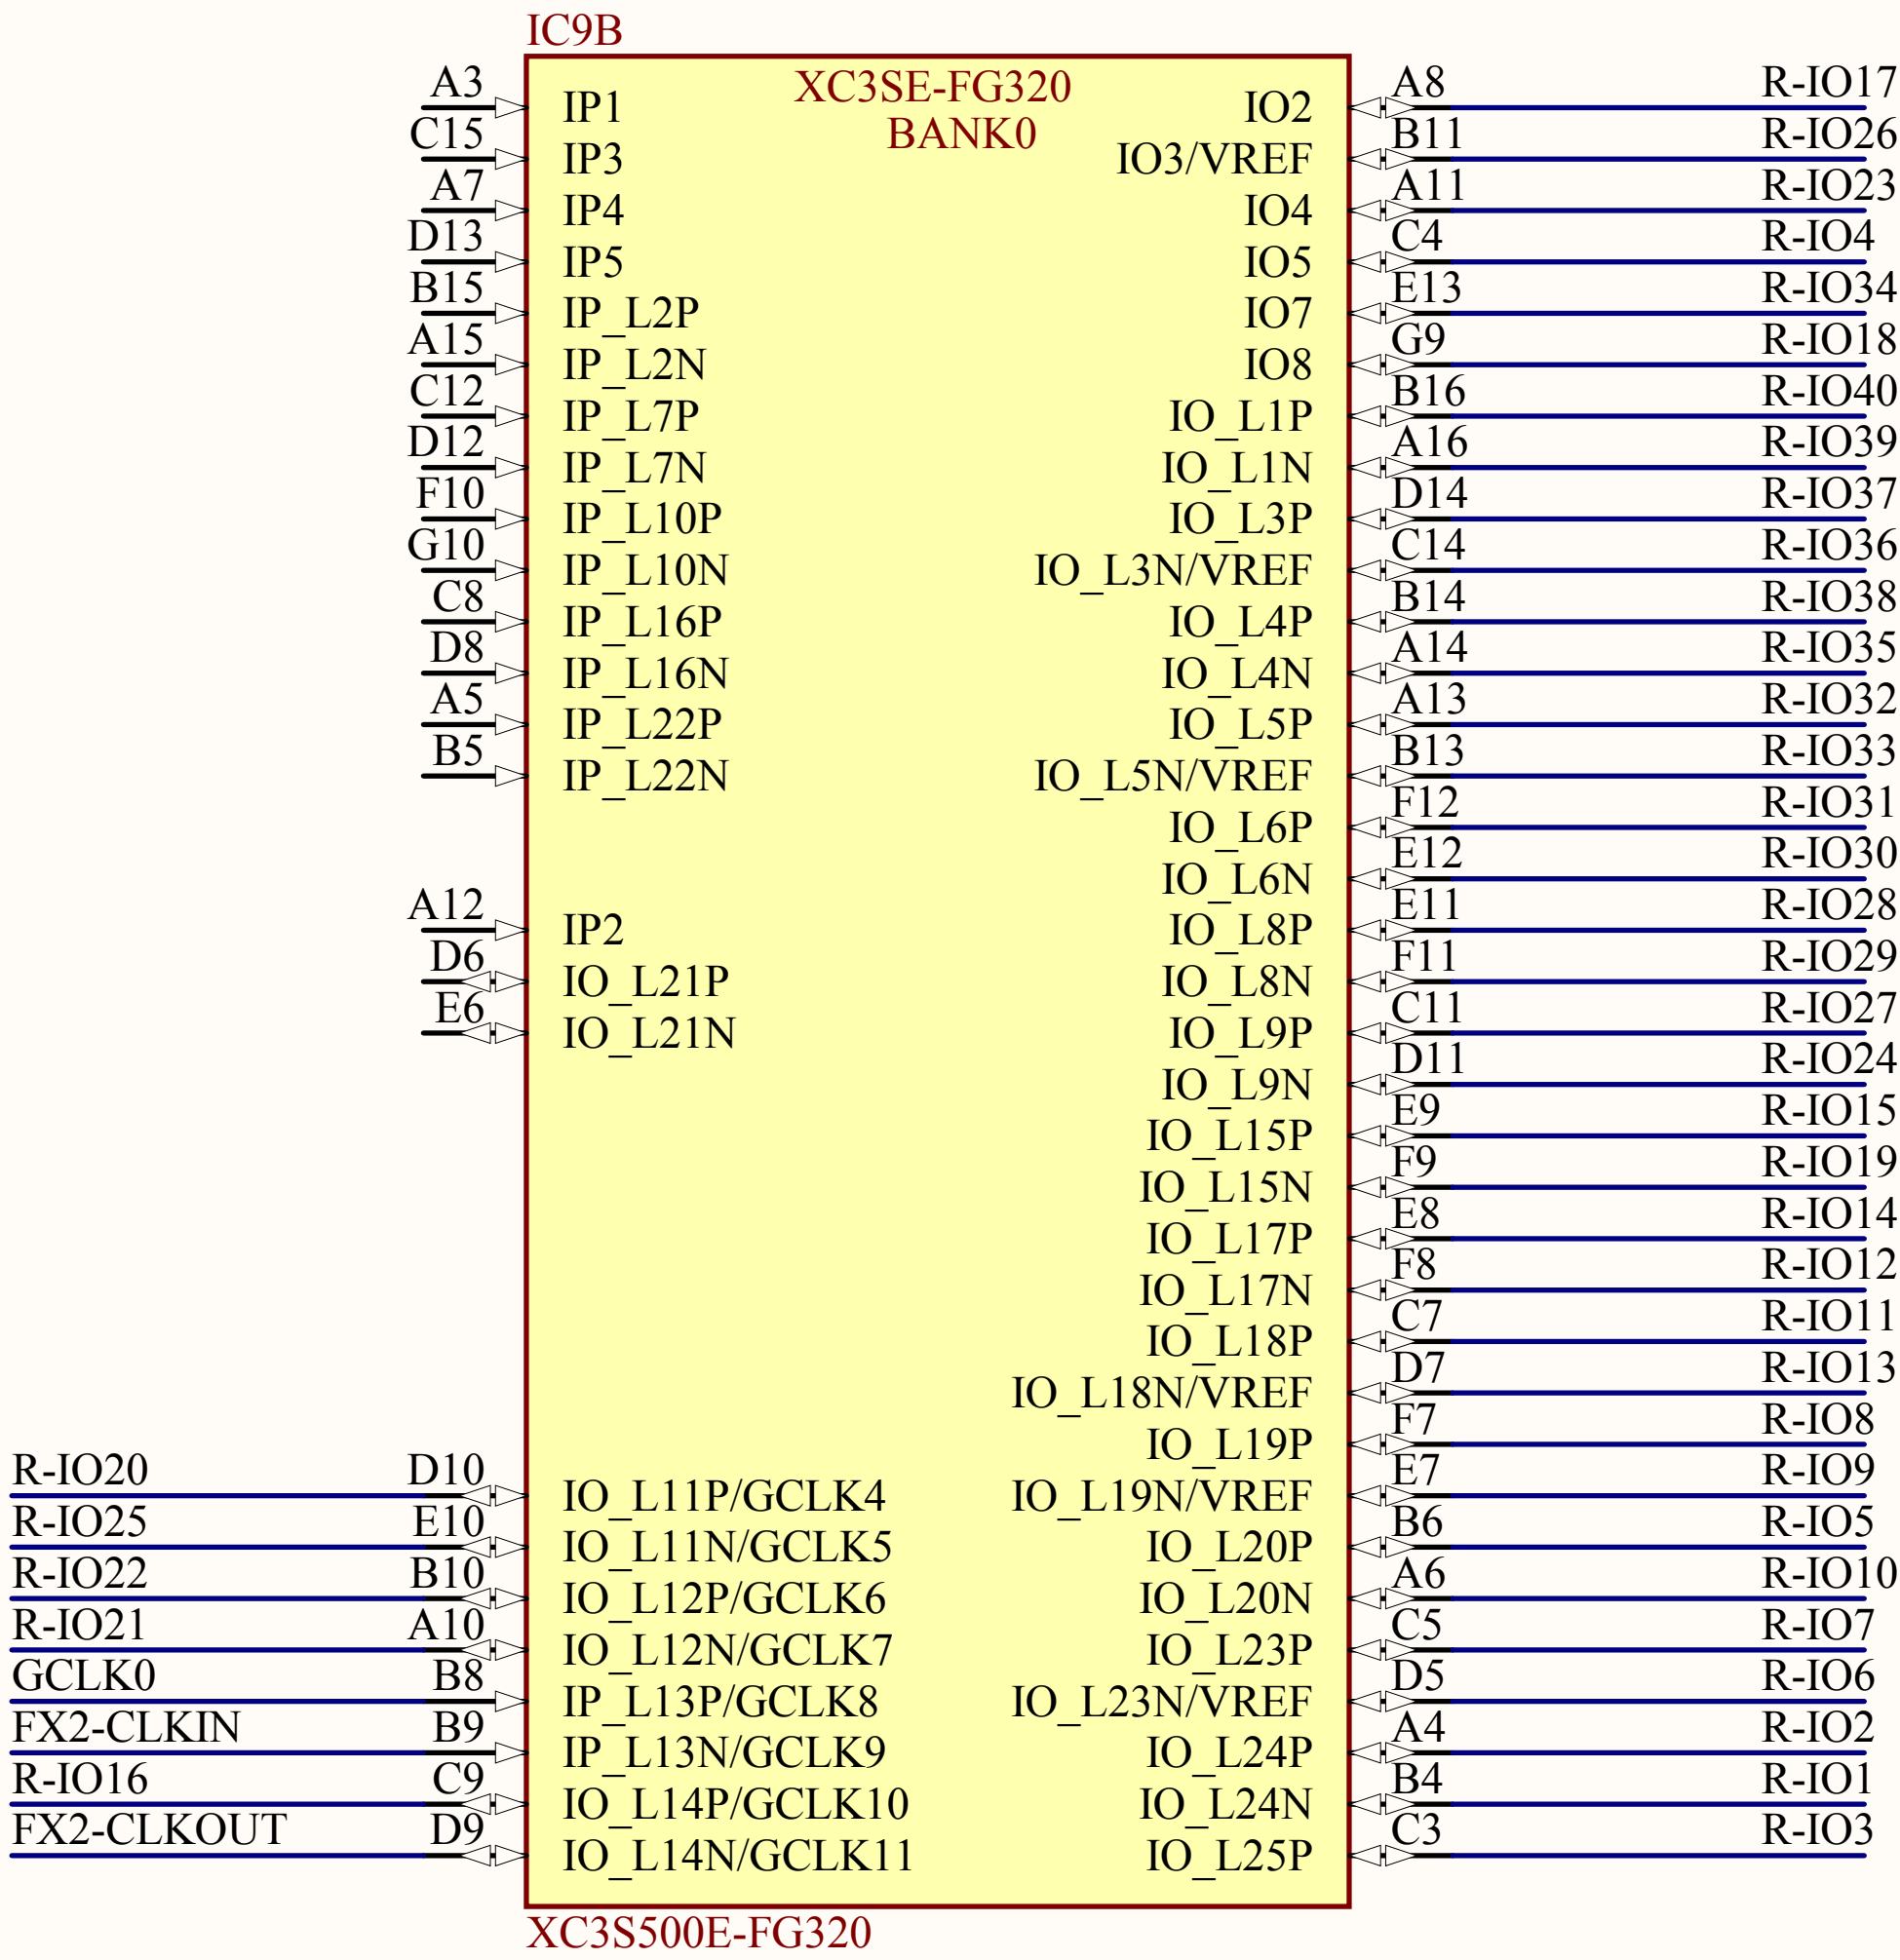 IC9B
XC3SE-FG320
BANK0
A3 IP1 IO2 A8 R-IO17
C15 IP3 IO3/VREF B11 R-IO26
A7 IP4 IO4 A11 R-IO23
D13 IP5 IO5 C4 R-IO4
B15 IP_L2P IO7 E13 R-IO34
A15 IP_L2N IO8 G9 R-IO18
C12 IP_L7P IO_L1P B16 R-IO40
D12 IP_L7N IO_L1N A16 R-IO39
F10 IP_L10P IO_L3P D14 R-IO37
G10 IP_L10N IO_L3N/VREF C14 R-IO36
C8 IP_L16P IO_L4P B14 R-IO38
D8 IP_L16N IO_L4N A14 R-IO35
A5 IP_L22P IO_L5P A13 R-IO32
B5 IP_L22N IO_L5N/VREF B13 R-IO33
IO_L6P F12 R-IO31
IO_L6N E12 R-IO30
A12 IP2 IO_L8P E11 R-IO28
D6 IO_L21P IO_L8N F11 R-IO29
E6 IO_L21N IO_L9P C11 R-IO27
IO_L9N D11 R-IO24
IO_L15P E9 R-IO15
IO_L15N F9 R-IO19
IO_L17P E8 R-IO14
IO_L17N F8 R-IO12
IO_L18P C7 R-IO11
IO_L18N/VREF D7 R-IO13
IO_L19P F7 R-IO8
R-IO20 D10 IO_L11P/GCLK4 IO_L19N/VREF E7 R-IO9
R-IO25 E10 IO_L11N/GCLK5 IO_L20P B6 R-IO5
R-IO22 B10 IO_L12P/GCLK6 IO_L20N A6 R-IO10
R-IO21 A10 IO_L12N/GCLK7 IO_L23P C5 R-IO7
GCLK0 B8 IP_L13P/GCLK8 IO_L23N/VREF D5 R-IO6
FX2-CLKIN B9 IP_L13N/GCLK9 IO_L24P A4 R-IO2
R-IO16 C9 IO_L14P/GCLK10 IO_L24N B4 R-IO1
FX2-CLKOUT D9 IO_L14N/GCLK11 IO_L25P C3 R-IO3
XC3S500E-FG320